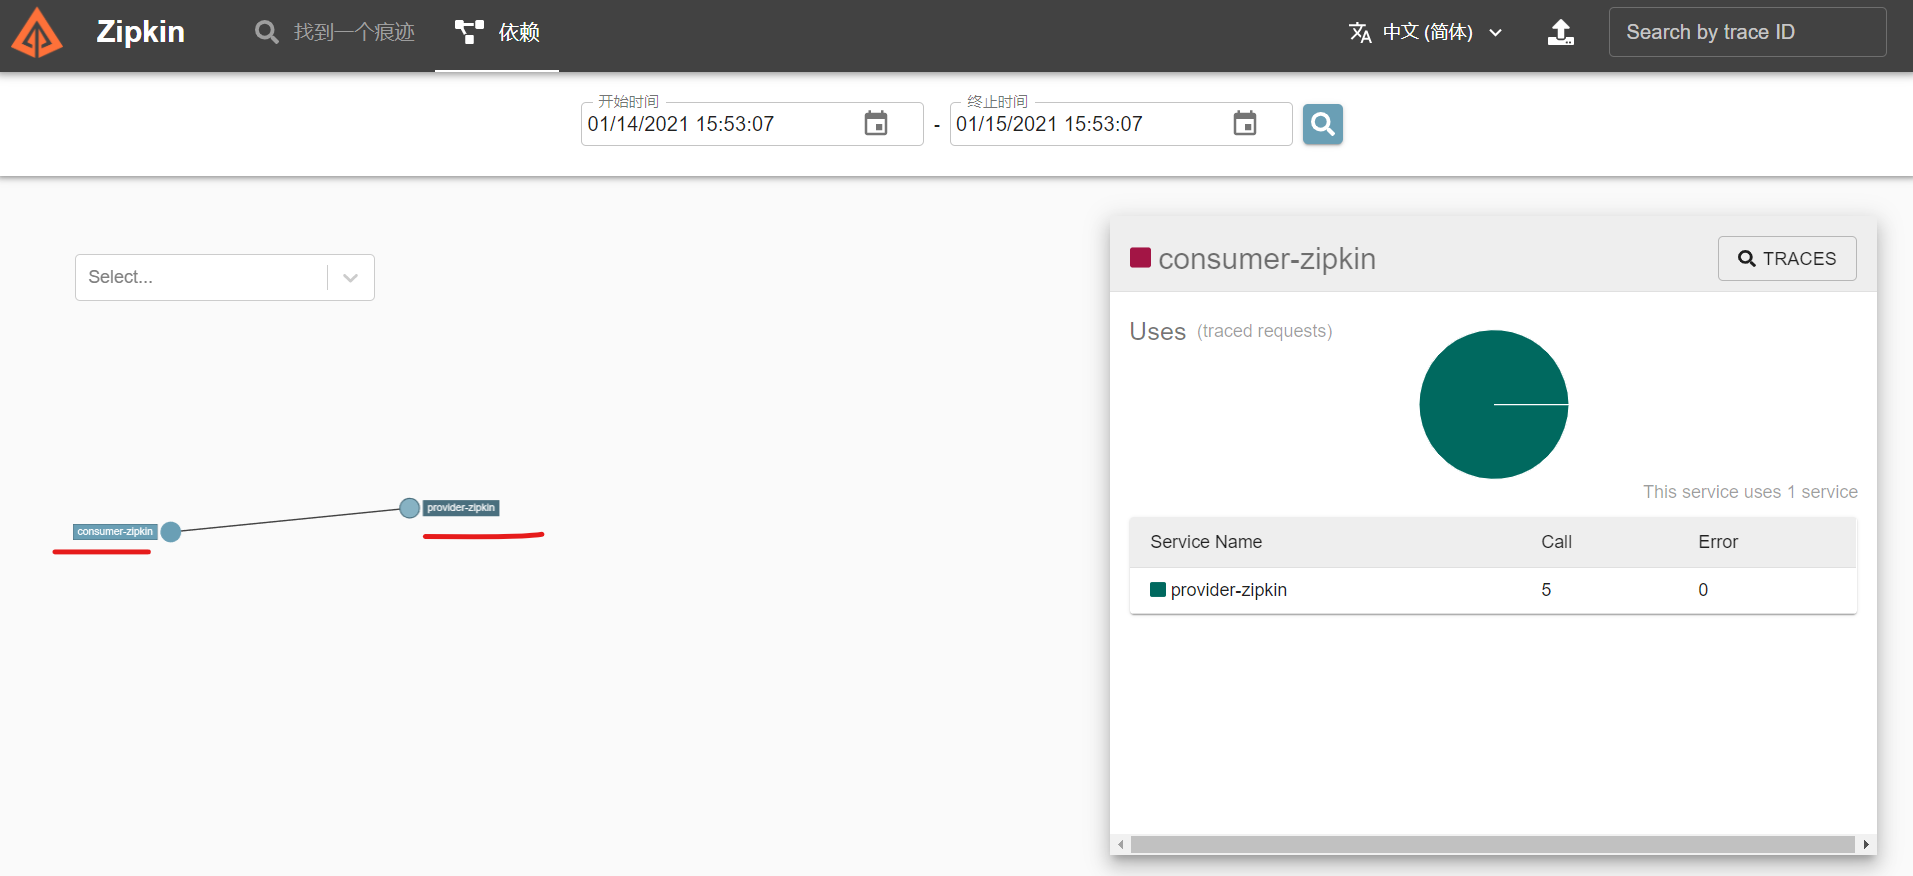 Zipkin 找到一个痕迹 依赖 中文 (简体) Search by trace ID
开始时间 终止时间
01/14/2021 15:53:07 - 01/15/2021 15:53:07
Select...
consumer-zipkin
provider-zipkin
consumer-zipkin TRACES
Uses (traced requests)
This service uses 1 service
Service Name Call Error
provider-zipkin 5 0